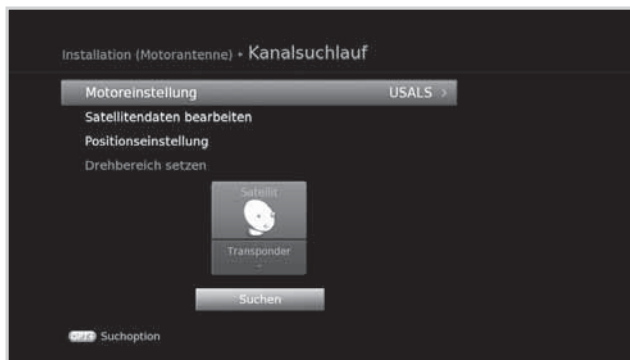 Installation (Motorantenne) • Kanalsuchlauf
Motoreinstellung USALS >
Satellitendaten bearbeiten
Positionseinstellung
Drehbereich setzen
Satellit
Transponder
-
Suchen
Suchoption